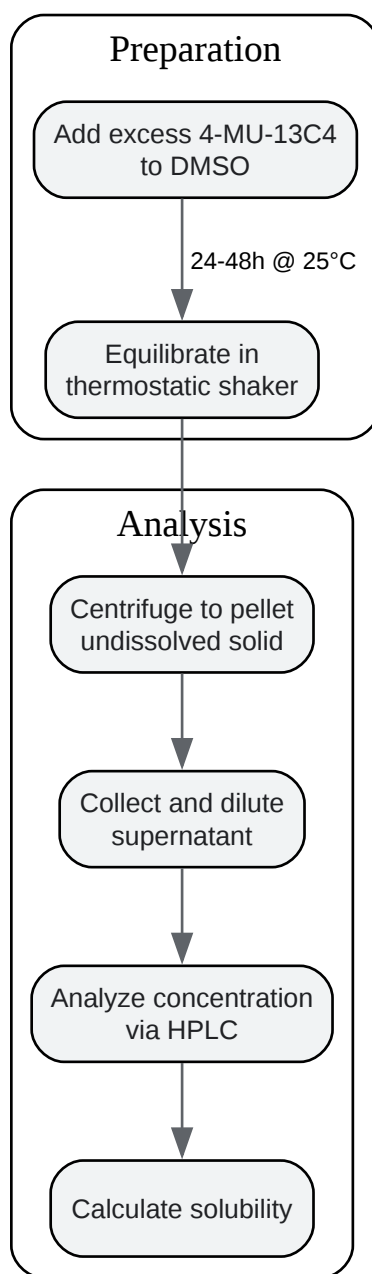 Preparation
Add excess 4-MU-13C4
to DMSO
24-48h @ 25°C
Equilibrate in
thermostatic shaker
Analysis
Centrifuge to pellet
undissolved solid
Collect and dilute
supernatant
Analyze concentration
via HPLC
Calculate solubility